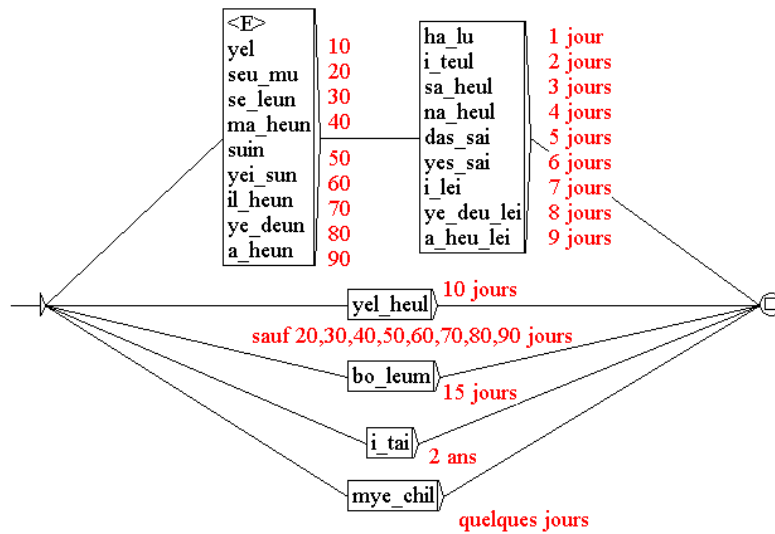 <E>
yel 10
seu_mu 20
se_leun 30
ma_heun 40
suin 50
yei_sun 60
il_heun 70
ye_deun 80
a_heun 90
ha_lu 1 jour
i_teul 2 jours
sa_heul 3 jours
na_heul 4 jours
das_sai 5 jours
yes_sai 6 jours
i_lei 7 jours
ye_deu_lei 8 jours
a_heu_lei 9 jours
yel_heul 10 jours
sauf 20,30,40,50,60,70,80,90 jours
bo_leum 15 jours
i_tai 2 ans
mye_chil quelques jours